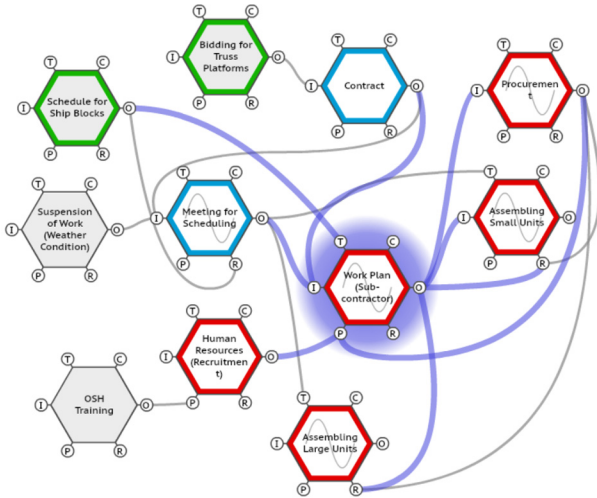 T
C
Bidding for
Truss
Platforms
I
O
P
R
T
C
Contract
I
O
P
R
T
C
Procuremen
t
I
O
P
R
T
C
Schedule for
Ship Blocks
I
O
P
R
T
C
Suspension
of Work
(Weather
Condition)
I
O
P
R
T
C
Meeting for
Scheduling
I
O
P
R
T
C
Assembling
Small Units
I
O
P
R
T
C
Work Plan
(Sub-
contractor)
I
O
P
R
T
C
Human
Resources
(Recruitmen
t)
I
O
P
R
T
C
OSH
Training
I
O
P
R
T
C
Assembling
Large Units
I
O
P
R